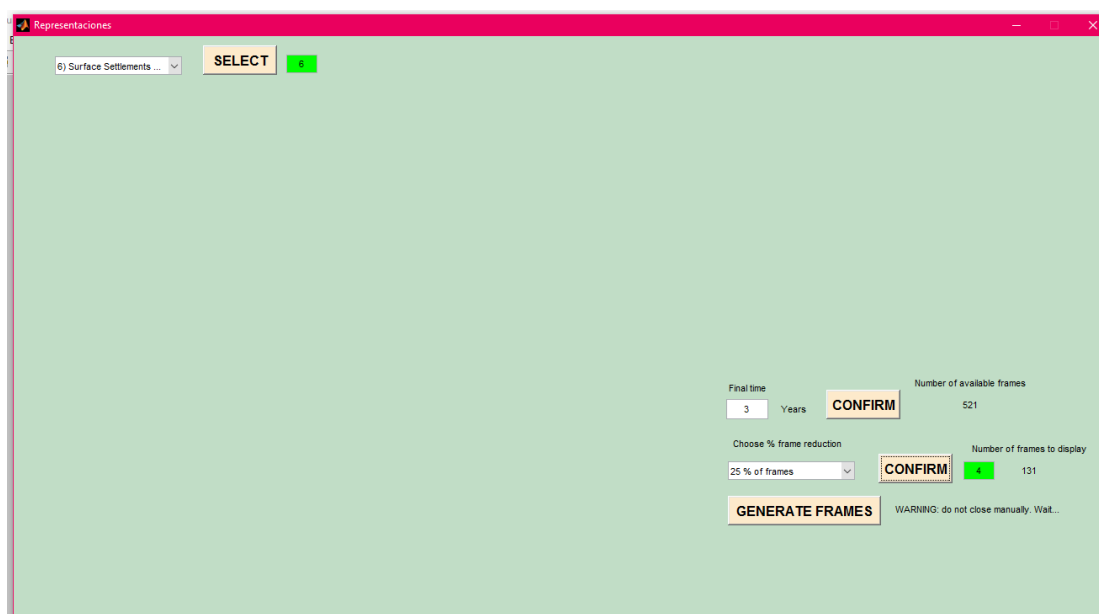 Representaciones
6) Surface Settlements ...
SELECT
6
Final time
Number of available frames
3
Years
CONFIRM
521
Choose % frame reduction
Number of frames to display
25 % of frames
CONFIRM
4
131
GENERATE FRAMES
WARNING: do not close manually. Wait...